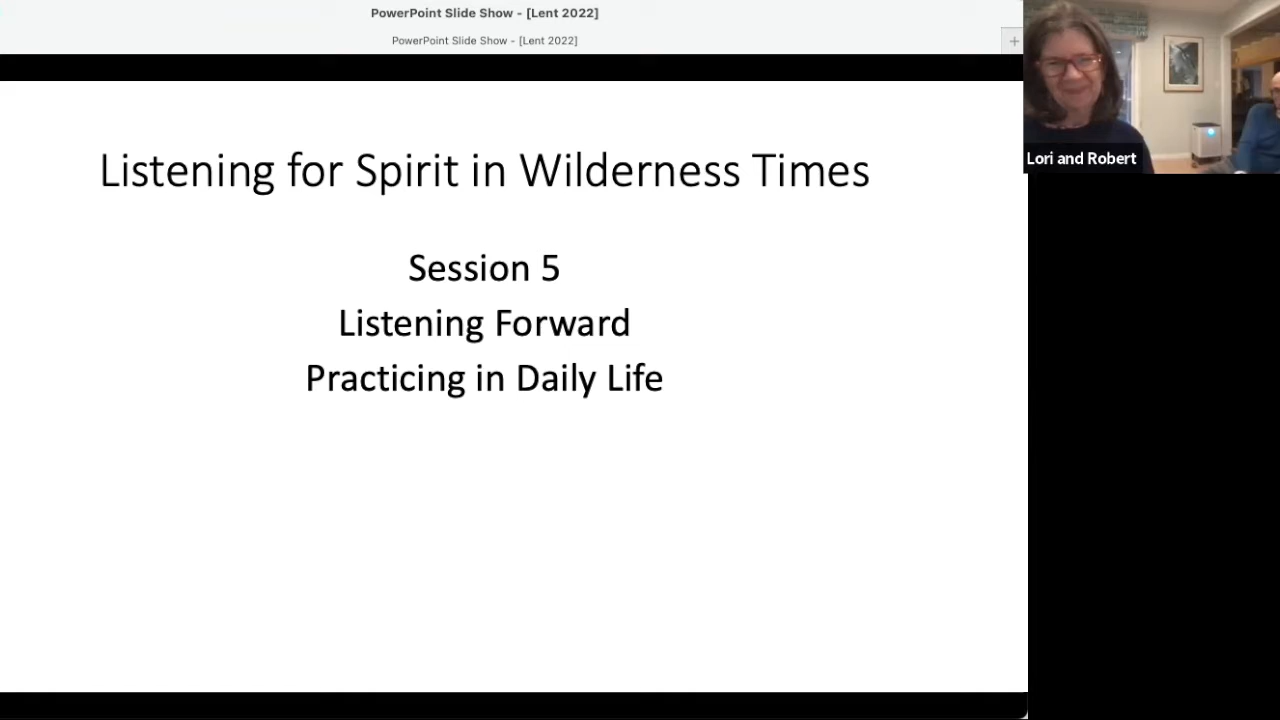 PowerPoint Slide Show - [Lent 2022]
PowerPoint Slide Show - [Lent 2022]
+
Lori and Robert
Listening for Spirit in Wilderness Times
Session 5
Listening Forward
Practicing in Daily Life